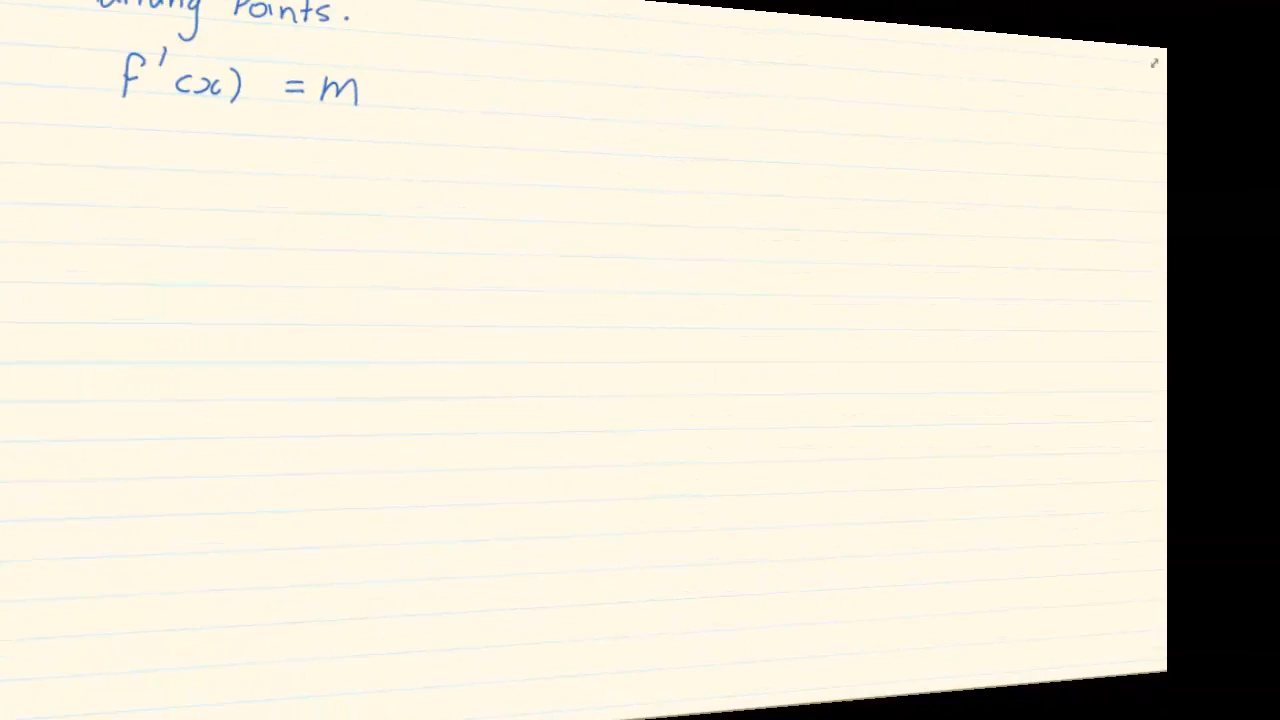 Points.
f'(x) = m